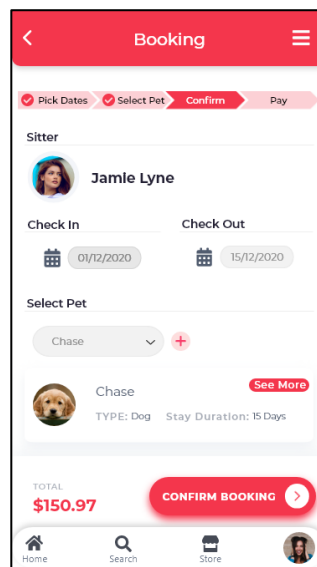 Booking
Pick Dates Select Pet Confirm Pay
Sitter
Jamie Lyne
Check In Check Out
01/12/2020 15/12/2020
Select Pet
Chase
Chase See More
TYPE: Dog Stay Duration: 15 Days
TOTAL
$150.97 CONFIRM BOOKING
Home Search Store